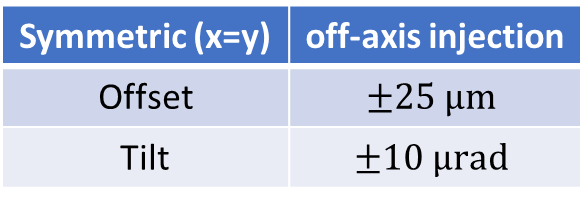 Symmetric (x=y) off-axis injection
Offset ±25 μm
Tilt ±10 μrad